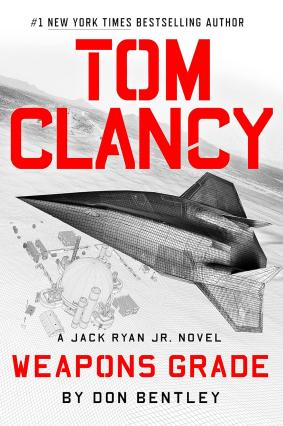 #1 NEW YORK TIMES BESTSELLING AUTHOR
TOM
CLANCY
A JACK RYAN JR. NOVEL
WEAPONS GRADE
BY DON BENTLEY